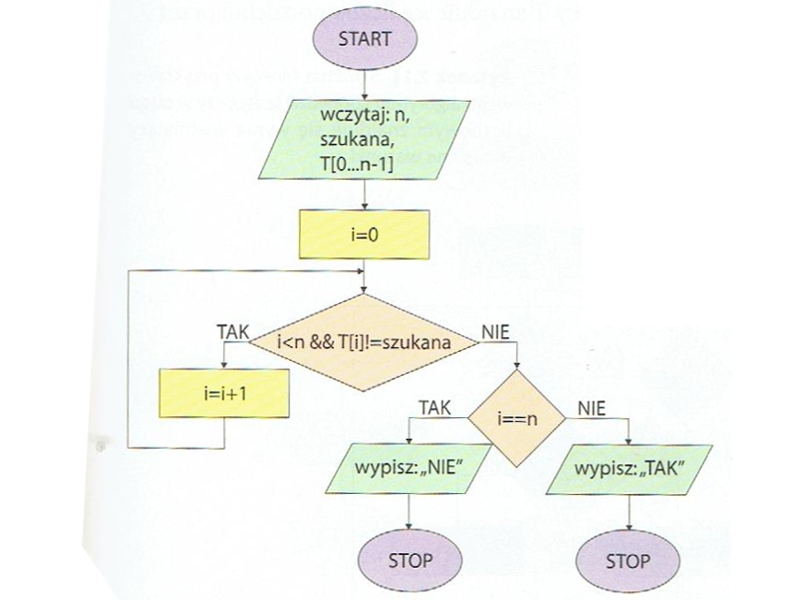 START
wczytaj: n,
szukana,
T[0...n-1]
i=0
TAK
i<n && T[i]!=szukana
NIE
i=i+1
TAK
i==n
NIE
wypisz:„NIE”
wypisz:„TAK”
STOP
STOP